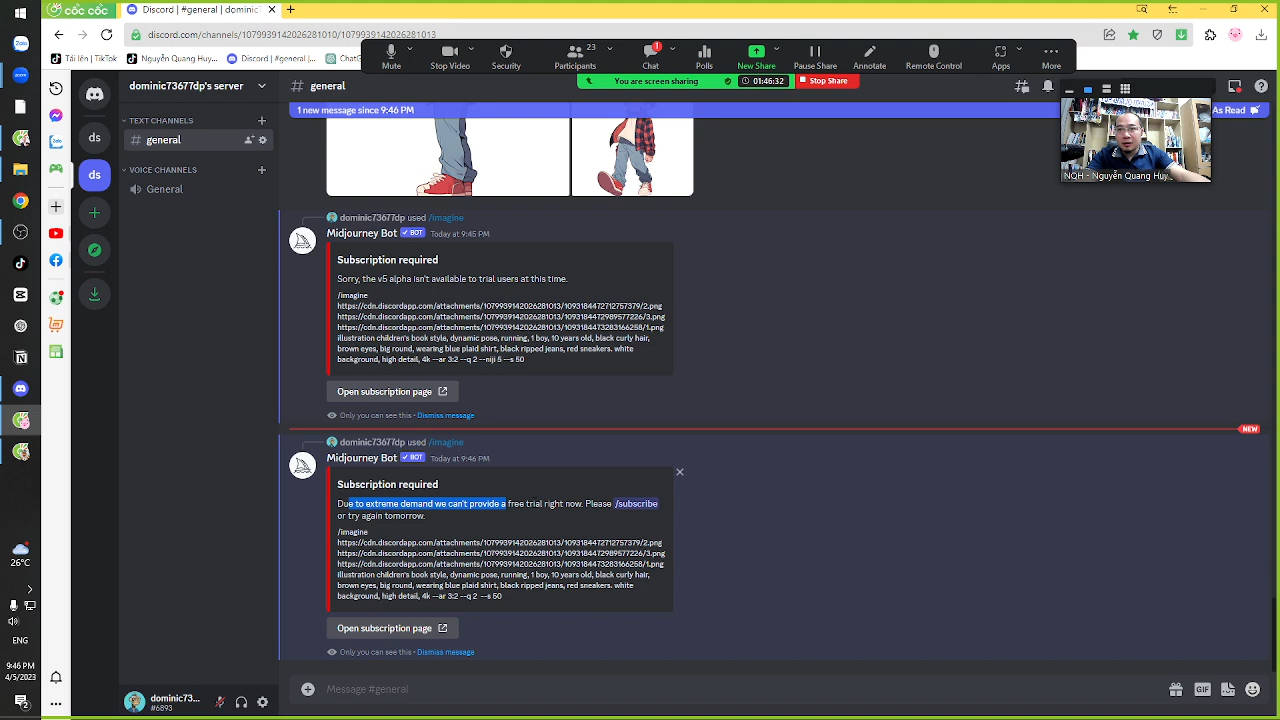 cốc cốc
Discord | #general | dominic7
discord.com/channels/1079939142026281010/1079939142026281013
Tải lên | TikTok
Nguyễn Quang Huy...
Discord | #general |...
ChatG
Mute
Stop Video
Security
23
Participants
1
Chat
Polls
New Share
Pause Share
Annotate
Remote Control
Apps
More
You are screen sharing
01:46:32
Stop Share
dominic73677dp's server
general
1 new message since 9:46 PM
As Read
TEXT CHANNELS
general
VOICE CHANNELS
General
ds
ds
NQH - Nguyễn Quang Huy...
dominic73677dp used /imagine
Midjourney Bot BOT Today at 9:45 PM
Subscription required
Sorry, the v5 alpha isn't available to trial users at this time.
/imagine
https://cdn.discordapp.com/attachments/1079939142026281013/1093184472712757379/2.png
https://cdn.discordapp.com/attachments/1079939142026281013/1093184472989577226/3.png
https://cdn.discordapp.com/attachments/1079939142026281013/1093184473283166258/1.png
illustration children's book style, dynamic pose, running, 1 boy, 10 years old, black curly hair,
brown eyes, big round, wearing blue plaid shirt, black ripped jeans, red sneakers. white
background, high detail, 4k --ar 3:2 --q 2 --niji 5 --s 50
Open subscription page
Only you can see this • Dismiss message
NEW
dominic73677dp used /imagine
Midjourney Bot BOT Today at 9:46 PM
Subscription required
Due to extreme demand we can't provide a free trial right now. Please /subscribe
or try again tomorrow.
/imagine
https://cdn.discordapp.com/attachments/1079939142026281013/1093184472712757379/2.png
https://cdn.discordapp.com/attachments/1079939142026281013/1093184472989577226/3.png
https://cdn.discordapp.com/attachments/1079939142026281013/1093184473283166258/1.png
illustration children's book style, dynamic pose, running, 1 boy, 10 years old, black curly hair,
brown eyes, big round, wearing blue plaid shirt, black ripped jeans, red sneakers. white
background, high detail, 4k --ar 3:2 --q 2 --s 50
Open subscription page
Only you can see this • Dismiss message
Message #general
GIF
dominic73...
#6893
Zalo
zoom
Zalo
26°C
ENG
9:46 PM
4/5/2023